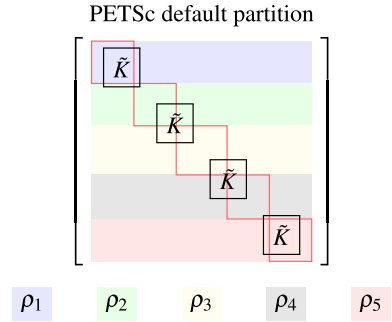 PETSc default partition
K̃
K̃
K̃
K̃
ρ₁ ρ₂ ρ₃ ρ₄ ρ₅